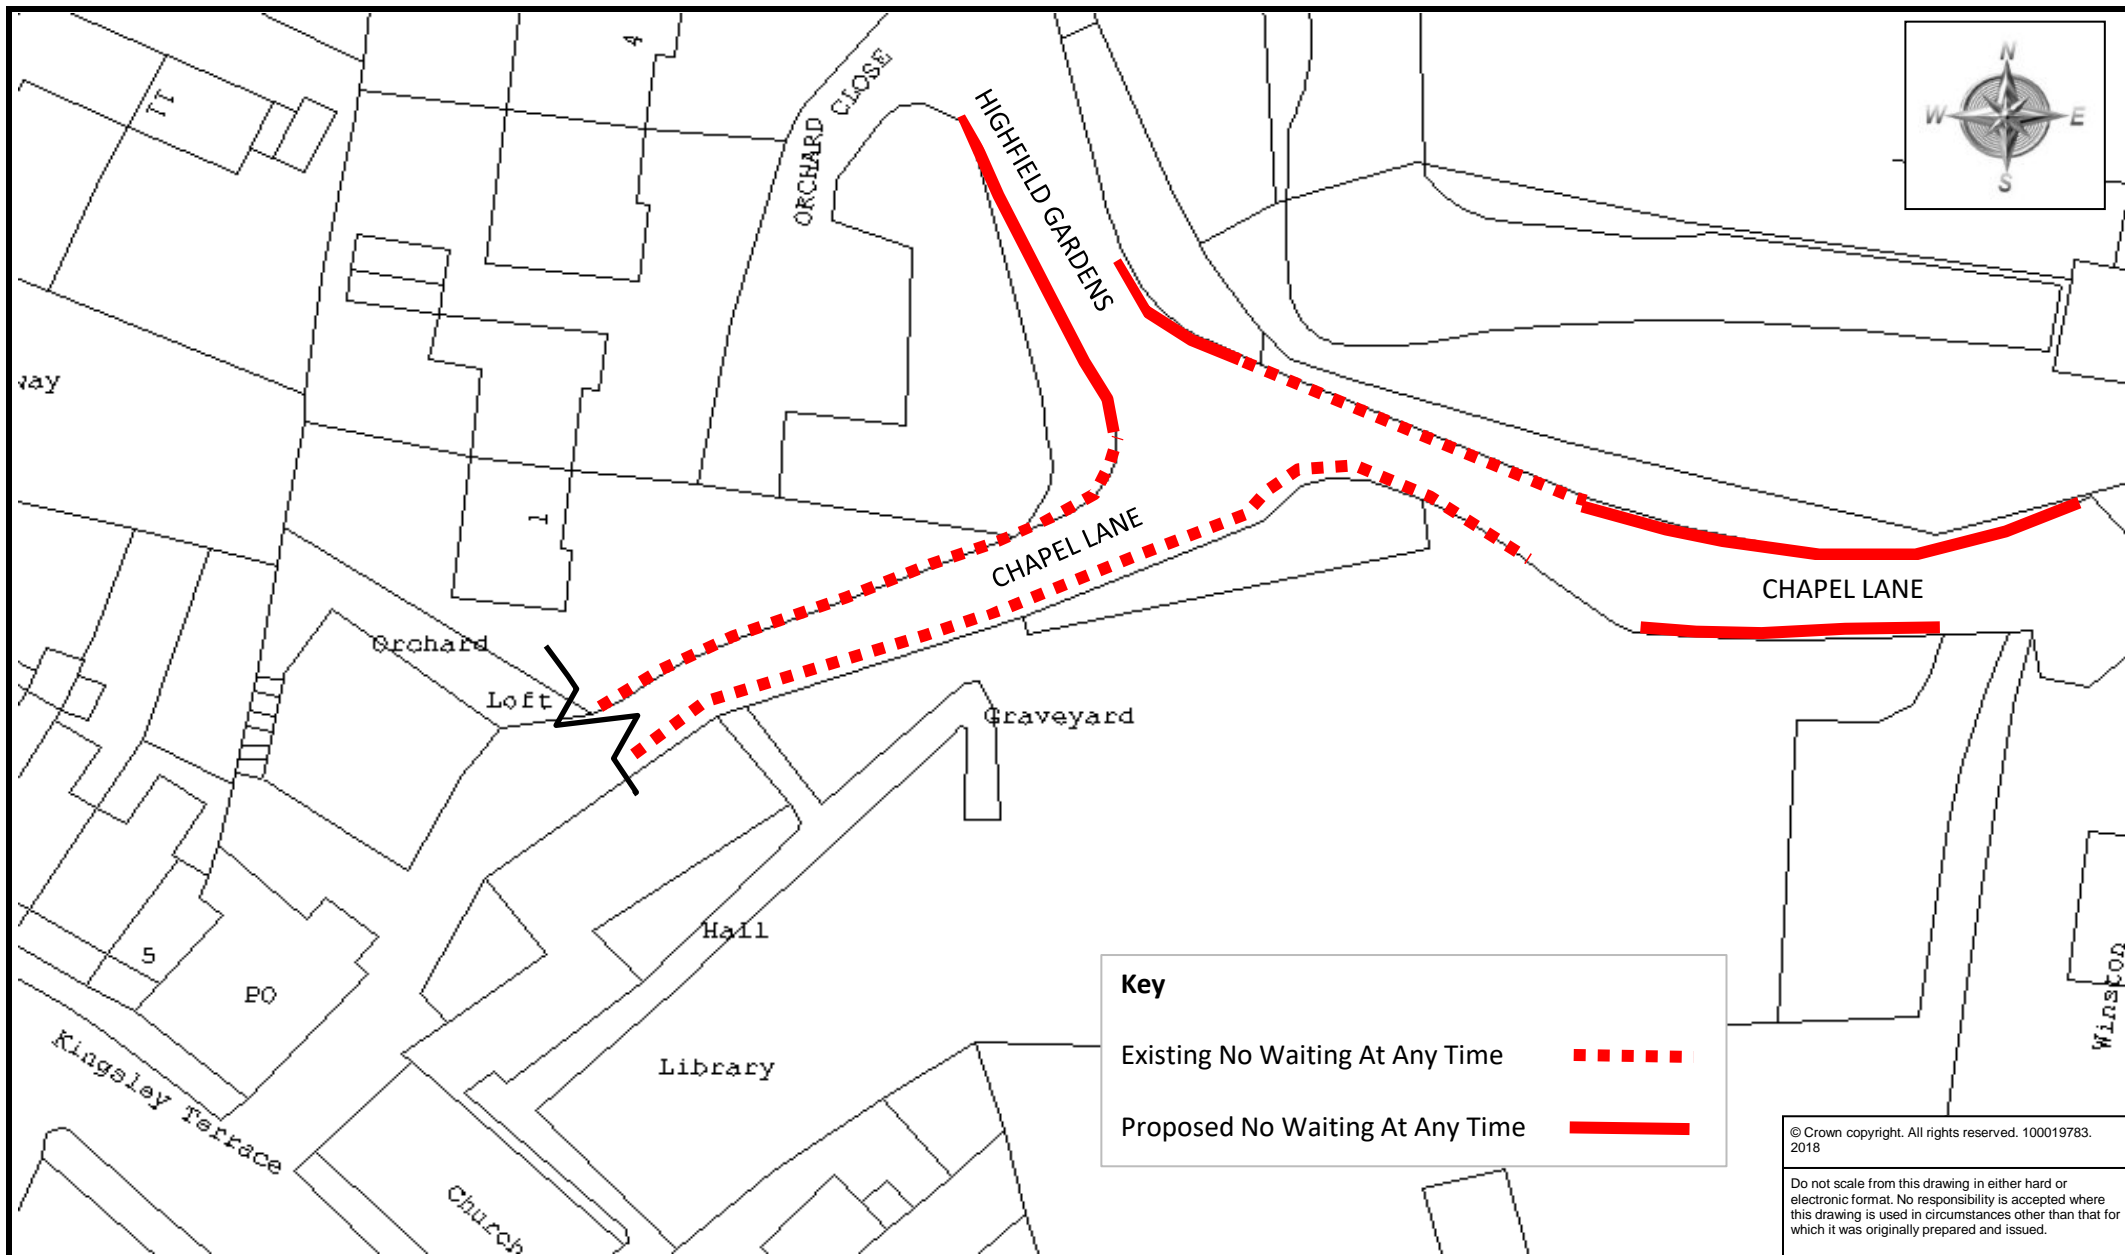 4
11
ORCHARD CLOSE
HIGHFIELD GARDENS
N
W E
S
1
CHAPEL LANE
CHAPEL LANE
Orchard
Loft
Graveyard
Hall
5
PO
Kingsley Terrace
Library
Church
Winston
Key
Existing No Waiting At Any Time
Proposed No Waiting At Any Time
© Crown copyright. All rights reserved. 100019783.
2018
Do not scale from this drawing in either hard or
electronic format. No responsibility is accepted where
this drawing is used in circumstances other than that for
which it was originally prepared and issued.